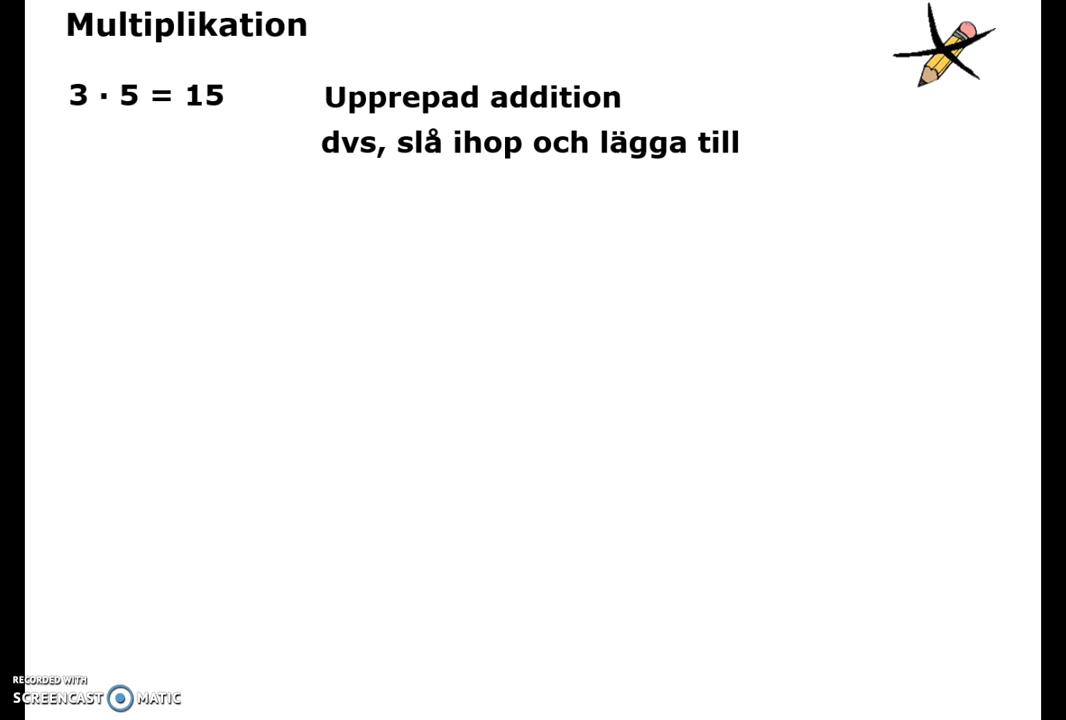 Multiplikation
3 · 5 = 15
Upprepad addition
dvs, slå ihop och lägga till
RECORDED WITH
SCREENCAST MATIC